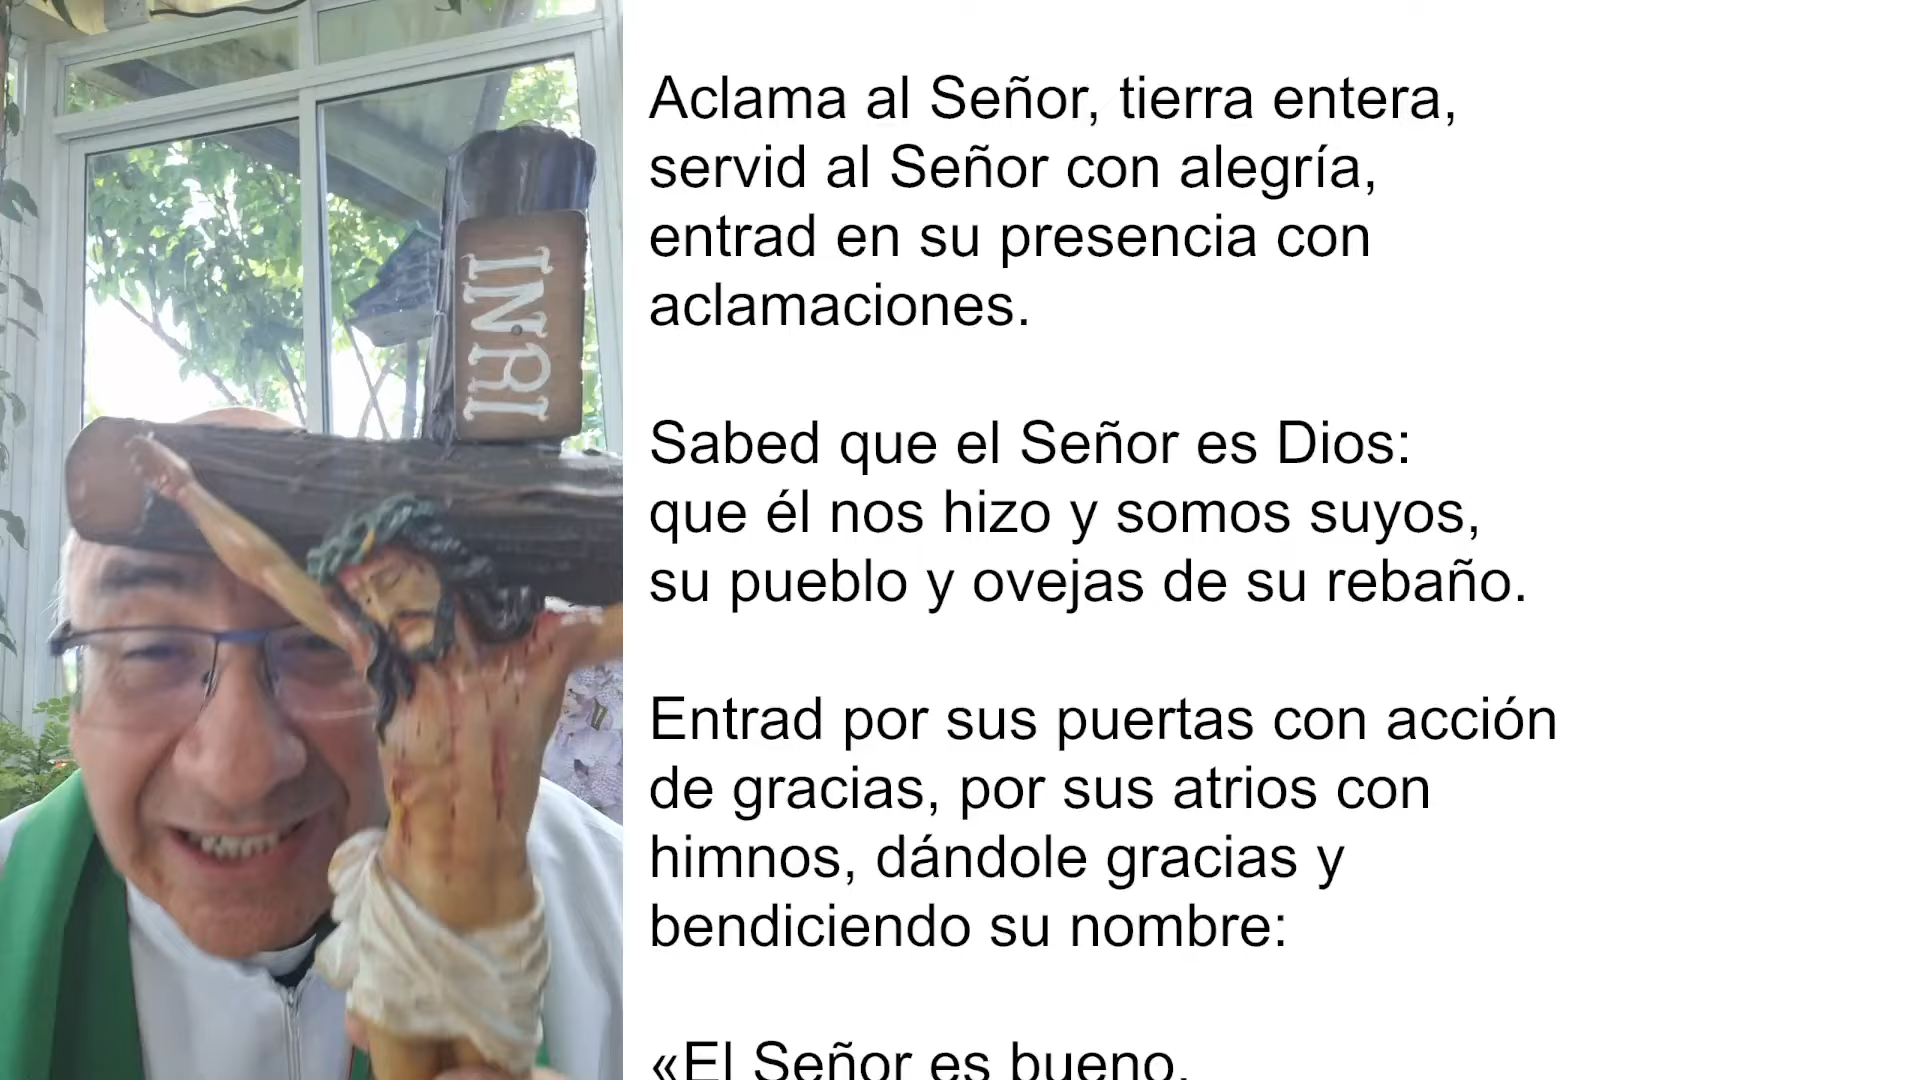 INRI
Aclama al Señor, tierra entera,
servid al Señor con alegría,
entrad en su presencia con
aclamaciones.
Sabed que el Señor es Dios:
que él nos hizo y somos suyos,
su pueblo y ovejas de su rebaño.
Entrad por sus puertas con acción
de gracias, por sus atrios con
himnos, dándole gracias y
bendiciendo su nombre:
«El Señor es bueno,